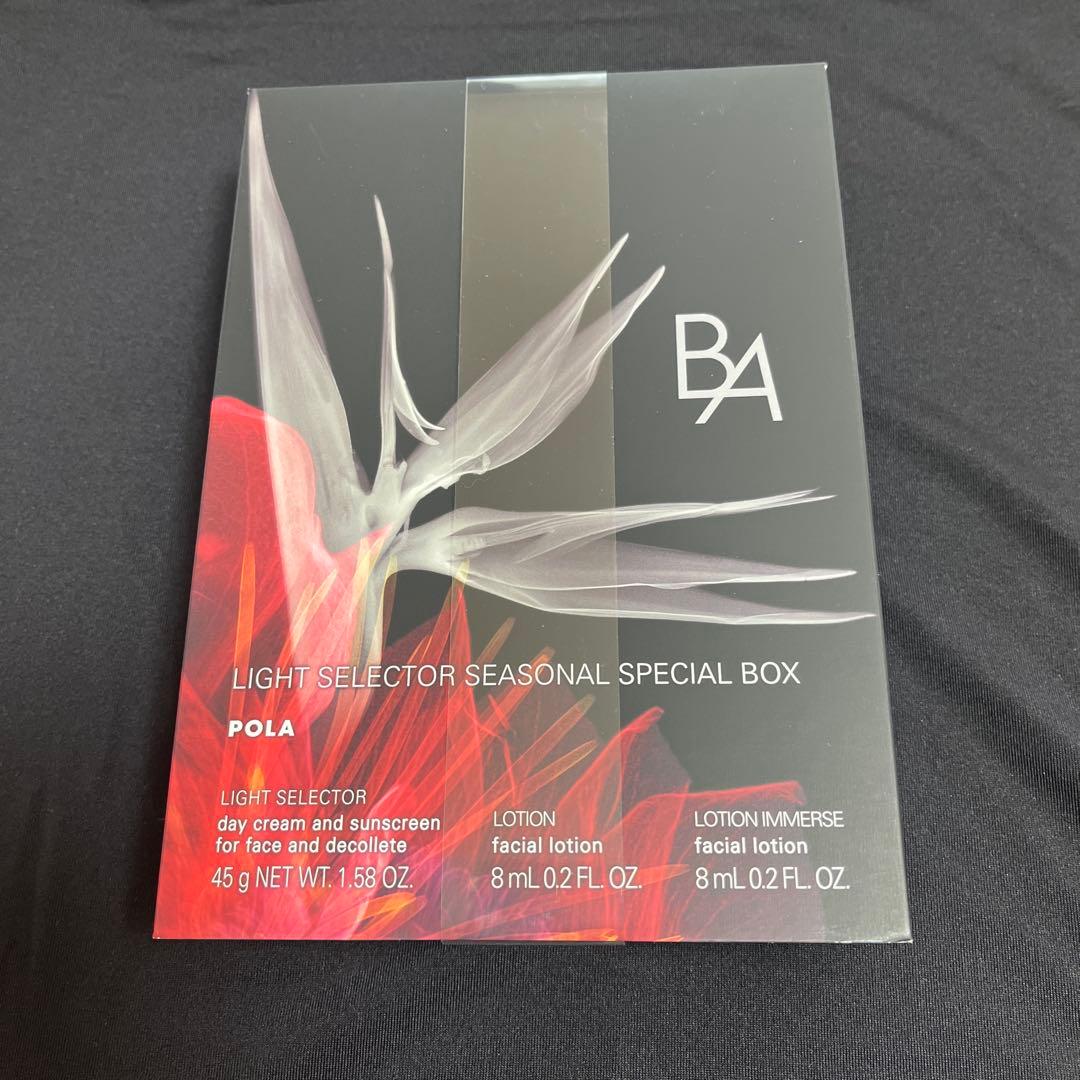 BA
LIGHT SELECTOR SEASONAL SPECIAL BOX
POLA
LIGHT SELECTOR
day cream and sunscreen
for face and decollete
45 g NET WT. 1.58 OZ.
LOTION
facial lotion
8 mL 0.2 FL. OZ.
LOTION IMMERSE
facial lotion
8 mL 0.2 FL. OZ.